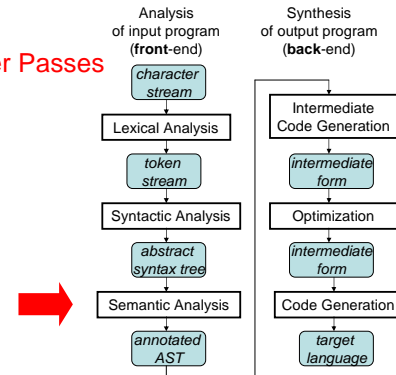 er Passes
Analysis
of input program
(front-end)
character
stream
Lexical Analysis
token
stream
Syntactic Analysis
abstract
syntax tree
Semantic Analysis
annotated
AST
Synthesis
of output program
(back-end)
Intermediate
Code Generation
intermediate
form
Optimization
intermediate
form
Code Generation
target
language